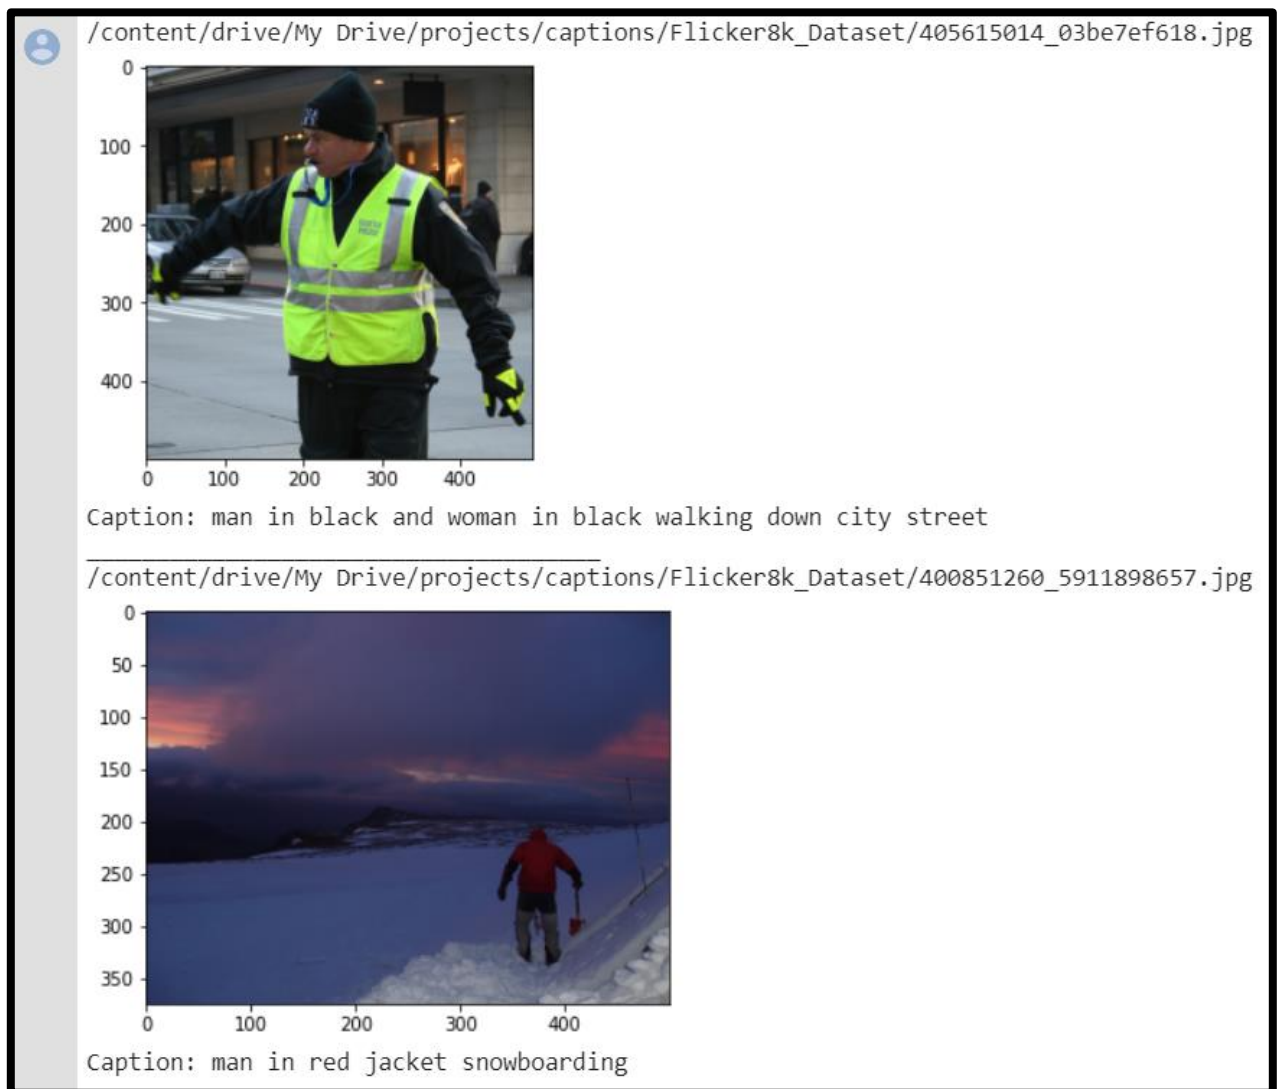 /content/drive/My Drive/projects/captions/Flicker8k_Dataset/405615014_03be7ef618.jpg
0
100
200
300
400
0 100 200 300 400
Caption: man in black and woman in black walking down city street
/content/drive/My Drive/projects/captions/Flicker8k_Dataset/400851260_5911898657.jpg
0
50
100
150
200
250
300
350
0 100 200 300 400
Caption: man in red jacket snowboarding